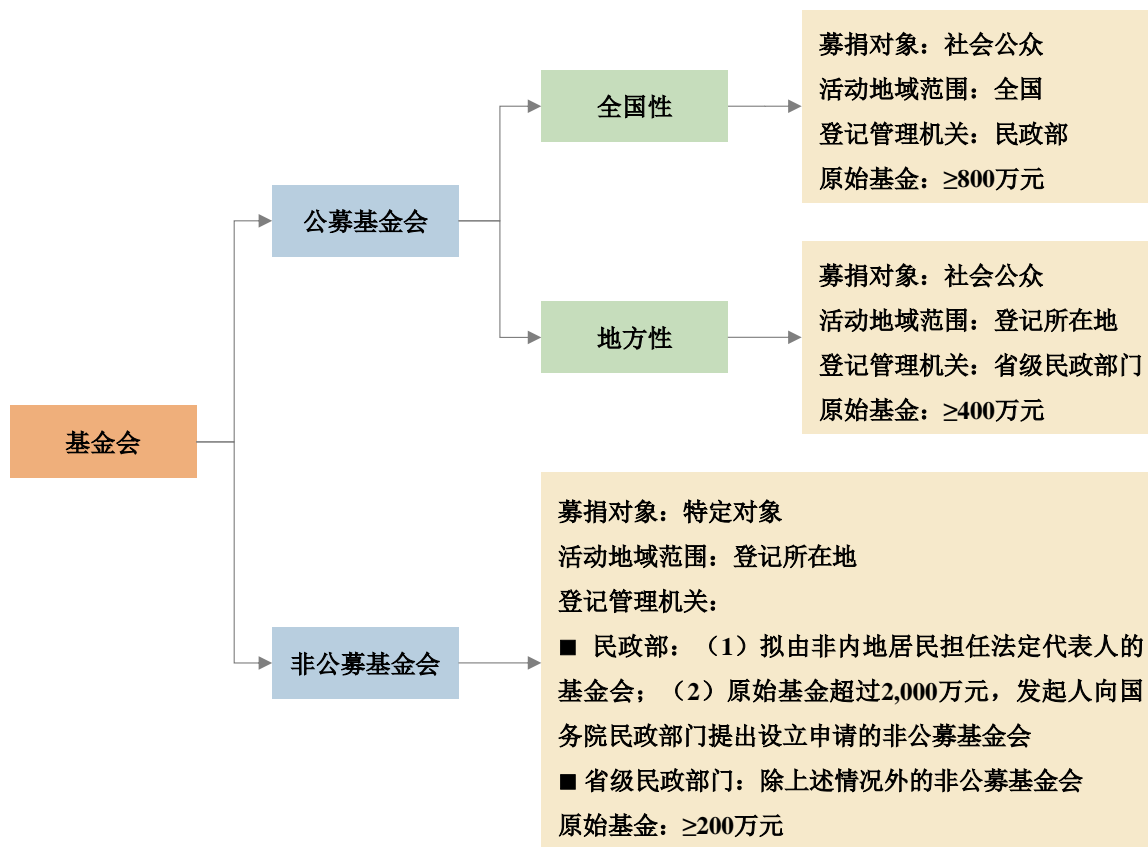 基金会
公募基金会
全国性
募捐对象：社会公众
活动地域范围：全国
登记管理机关：民政部
原始基金：≥800万元
地方性
募捐对象：社会公众
活动地域范围：登记所在地
登记管理机关：省级民政部门
原始基金：≥400万元
非公募基金会
募捐对象：特定对象
活动地域范围：登记所在地
登记管理机关：
■ 民政部：（1）拟由非内地居民担任法定代表人的
基金会；（2）原始基金超过2,000万元，发起人向国
务院民政部门提出设立申请的非公募基金会
■ 省级民政部门：除上述情况外的非公募基金会
原始基金：≥200万元